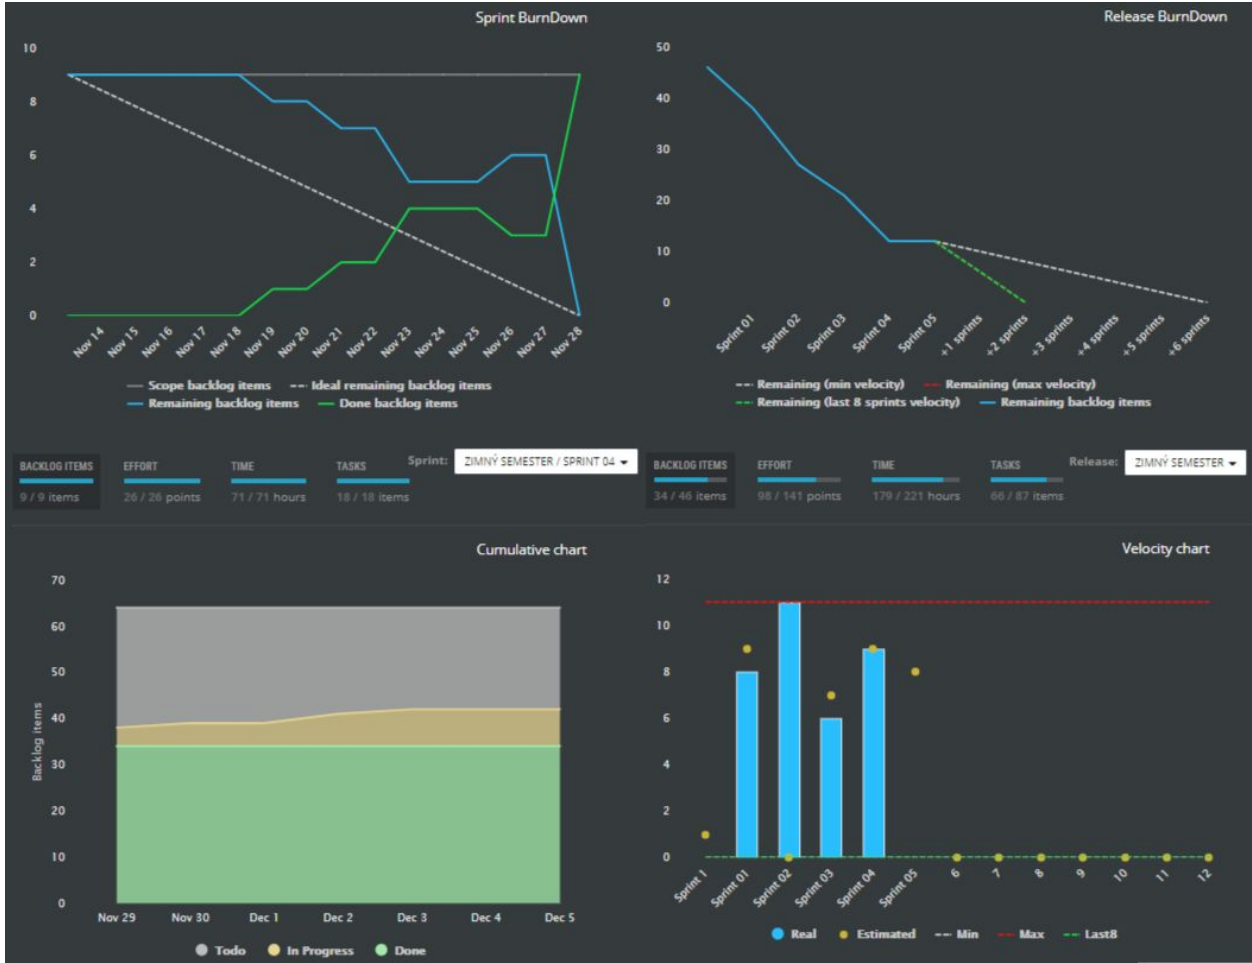 Sprint BurnDown
10
8
6
4
2
0
Nov 14 Nov 15 Nov 16 Nov 17 Nov 18 Nov 19 Nov 20 Nov 21 Nov 22 Nov 23 Nov 24 Nov 25 Nov 26 Nov 27 Nov 28
Scope backlog items Ideal remaining backlog items
Remaining backlog items Done backlog items
Release BurnDown
50
40
30
20
10
0
Sprint 01 Sprint 02 Sprint 03 Sprint 04 Sprint 05 +1 sprints +2 sprints +3 sprints +4 sprints +5 sprints +6 sprints
Remaining (min velocity) Remaining (max velocity)
Remaining (last 8 sprints velocity) Remaining backlog items
BACKLOG ITEMS EFFORT TIME TASKS Sprint: ZIMNÝ SEMESTER / SPRINT 04
9 / 9 items 26 / 26 points 71 / 71 hours 18 / 18 items
BACKLOG ITEMS EFFORT TIME TASKS Release: ZIMNÝ SEMESTER
34 / 46 items 98 / 141 points 179 / 221 hours 66 / 87 items
Cumulative chart
70
60
50
40
30
20
10
0
Backlog items
Nov 29 Nov 30 Dec 1 Dec 2 Dec 3 Dec 4 Dec 5
Todo In Progress Done
Velocity chart
12
10
8
6
4
2
0
Sprint 1 Sprint 01 Sprint 02 Sprint 03 Sprint 04 Sprint 05 6 7 8 9 10 11 12
Real Estimated Min Max Last8